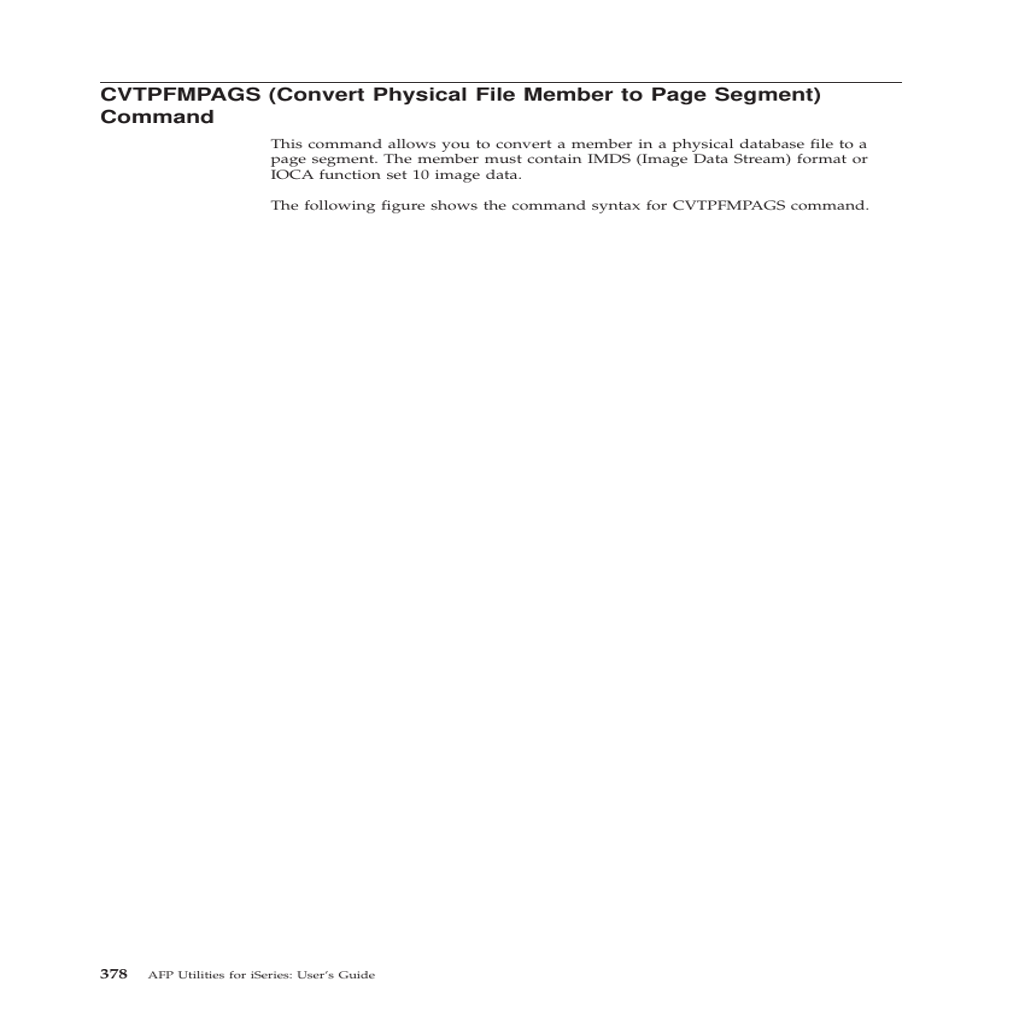 CVTPFMPAGS (Convert Physical File Member to Page Segment)
Command
This command allows you to convert a member in a physical database file to a
page segment. The member must contain IMDS (Image Data Stream) format or
IOCA function set 10 image data.
The following figure shows the command syntax for CVTPFMPAGS command.
378 AFP Utilities for iSeries: User’s Guide